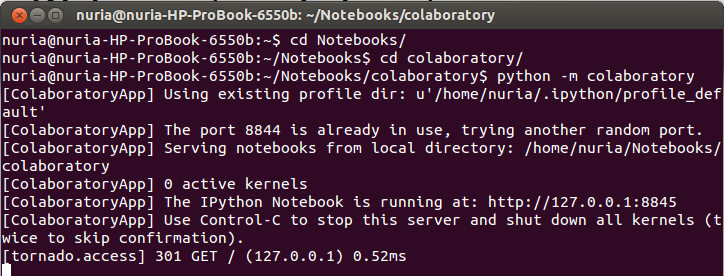 nuria@nuria-HP-ProBook-6550b: ~/Notebooks/colaboratory
nuria@nuria-HP-ProBook-6550b:~$ cd Notebooks/
nuria@nuria-HP-ProBook-6550b:~/Notebooks$ cd colaboratory/
nuria@nuria-HP-ProBook-6550b:~/Notebooks/colaboratory$ python -m colaboratory
[ColaboratoryApp] Using existing profile dir: u'/home/nuria/.ipython/profile_def
ault'
[ColaboratoryApp] The port 8844 is already in use, trying another random port.
[ColaboratoryApp] Serving notebooks from local directory: /home/nuria/Notebooks/
colaboratory
[ColaboratoryApp] 0 active kernels
[ColaboratoryApp] The IPython Notebook is running at: http://127.0.0.1:8845
[ColaboratoryApp] Use Control-C to stop this server and shut down all kernels (t
wice to skip confirmation).
[tornado.access] 301 GET / (127.0.0.1) 0.52ms